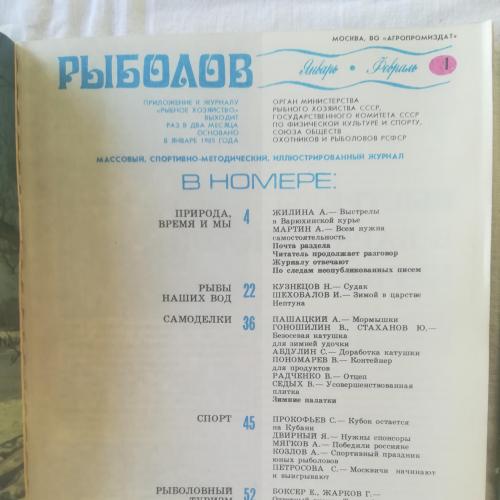 МОСКВА, ВО «АГРОПРОМИЗДАТ»
РЫБОЛОВ
Январь • Февраль 1
ПРИЛОЖЕНИЕ К ЖУРНАЛУ
«РЫБНОЕ ХОЗЯЙСТВО»
ВЫХОДИТ
РАЗ В ДВА МЕСЯЦА
ОСНОВАНО
В ЯНВАРЕ 1985 ГОДА
ОРГАН МИНИСТЕРСТВА
РЫБНОГО ХОЗЯЙСТВА СССР,
ГОСУДАРСТВЕННОГО КОМИТЕТА СССР
ПО ФИЗИЧЕСКОЙ КУЛЬТУРЕ И СПОРТУ,
СОЮЗА ОБЩЕСТВ
ОХОТНИКОВ И РЫБОЛОВОВ РСФСР
МАССОВЫЙ, СПОРТИВНО-МЕТОДИЧЕСКИЙ, ИЛЛЮСТРИРОВАННЫЙ ЖУРНАЛ
В НОМЕРЕ:
ПРИРОДА,
ВРЕМЯ И МЫ
4
ЖИЛИНА А.— Выстрелы
в Варюхинской курье
МАРТИН А.— Всем нужна
самостоятельность
Почта раздела
Читатель продолжает разговор
Журналу отвечают
По следам неопубликованных писем
РЫБЫ
НАШИХ ВОД
22
КУЗНЕЦОВ Н.— Судак
ШЕХОБАЛОВ И.— Зимой в царстве
Нептуна
САМОДЕЛКИ
36
ПАШАЦКИЙ А.— Мормышки
ГОНОШИЛИН В., СТАХАНОВ Ю.—
Безосевая катушка
для зимней удочки
АБДУЛИН С.— Доработка катушки
ПОНОМАРЕВ В.— Контейнер
для продуктов
РАДЧЕНКО В.— Отцеп
СЕДЫХ В.— Усовершенствованная
плитка
Зимние палатки
СПОРТ
45
ПРОКОФЬЕВ С.— Кубок остается
на Кубани
ДВИРНЫЙ Я.— Нужны спонсоры
МЯГКОВ А.— Победили россияне
КОЗЛОВ А.— Спортивный праздник
юных рыболовов
ПЕТРОСОВА С.— Москвичи начинают
и выигрывают
РЫБОЛОВНЫЙ
ТУРИЗМ
52
БОКСЕР Е., ЖАРКОВ Г.—